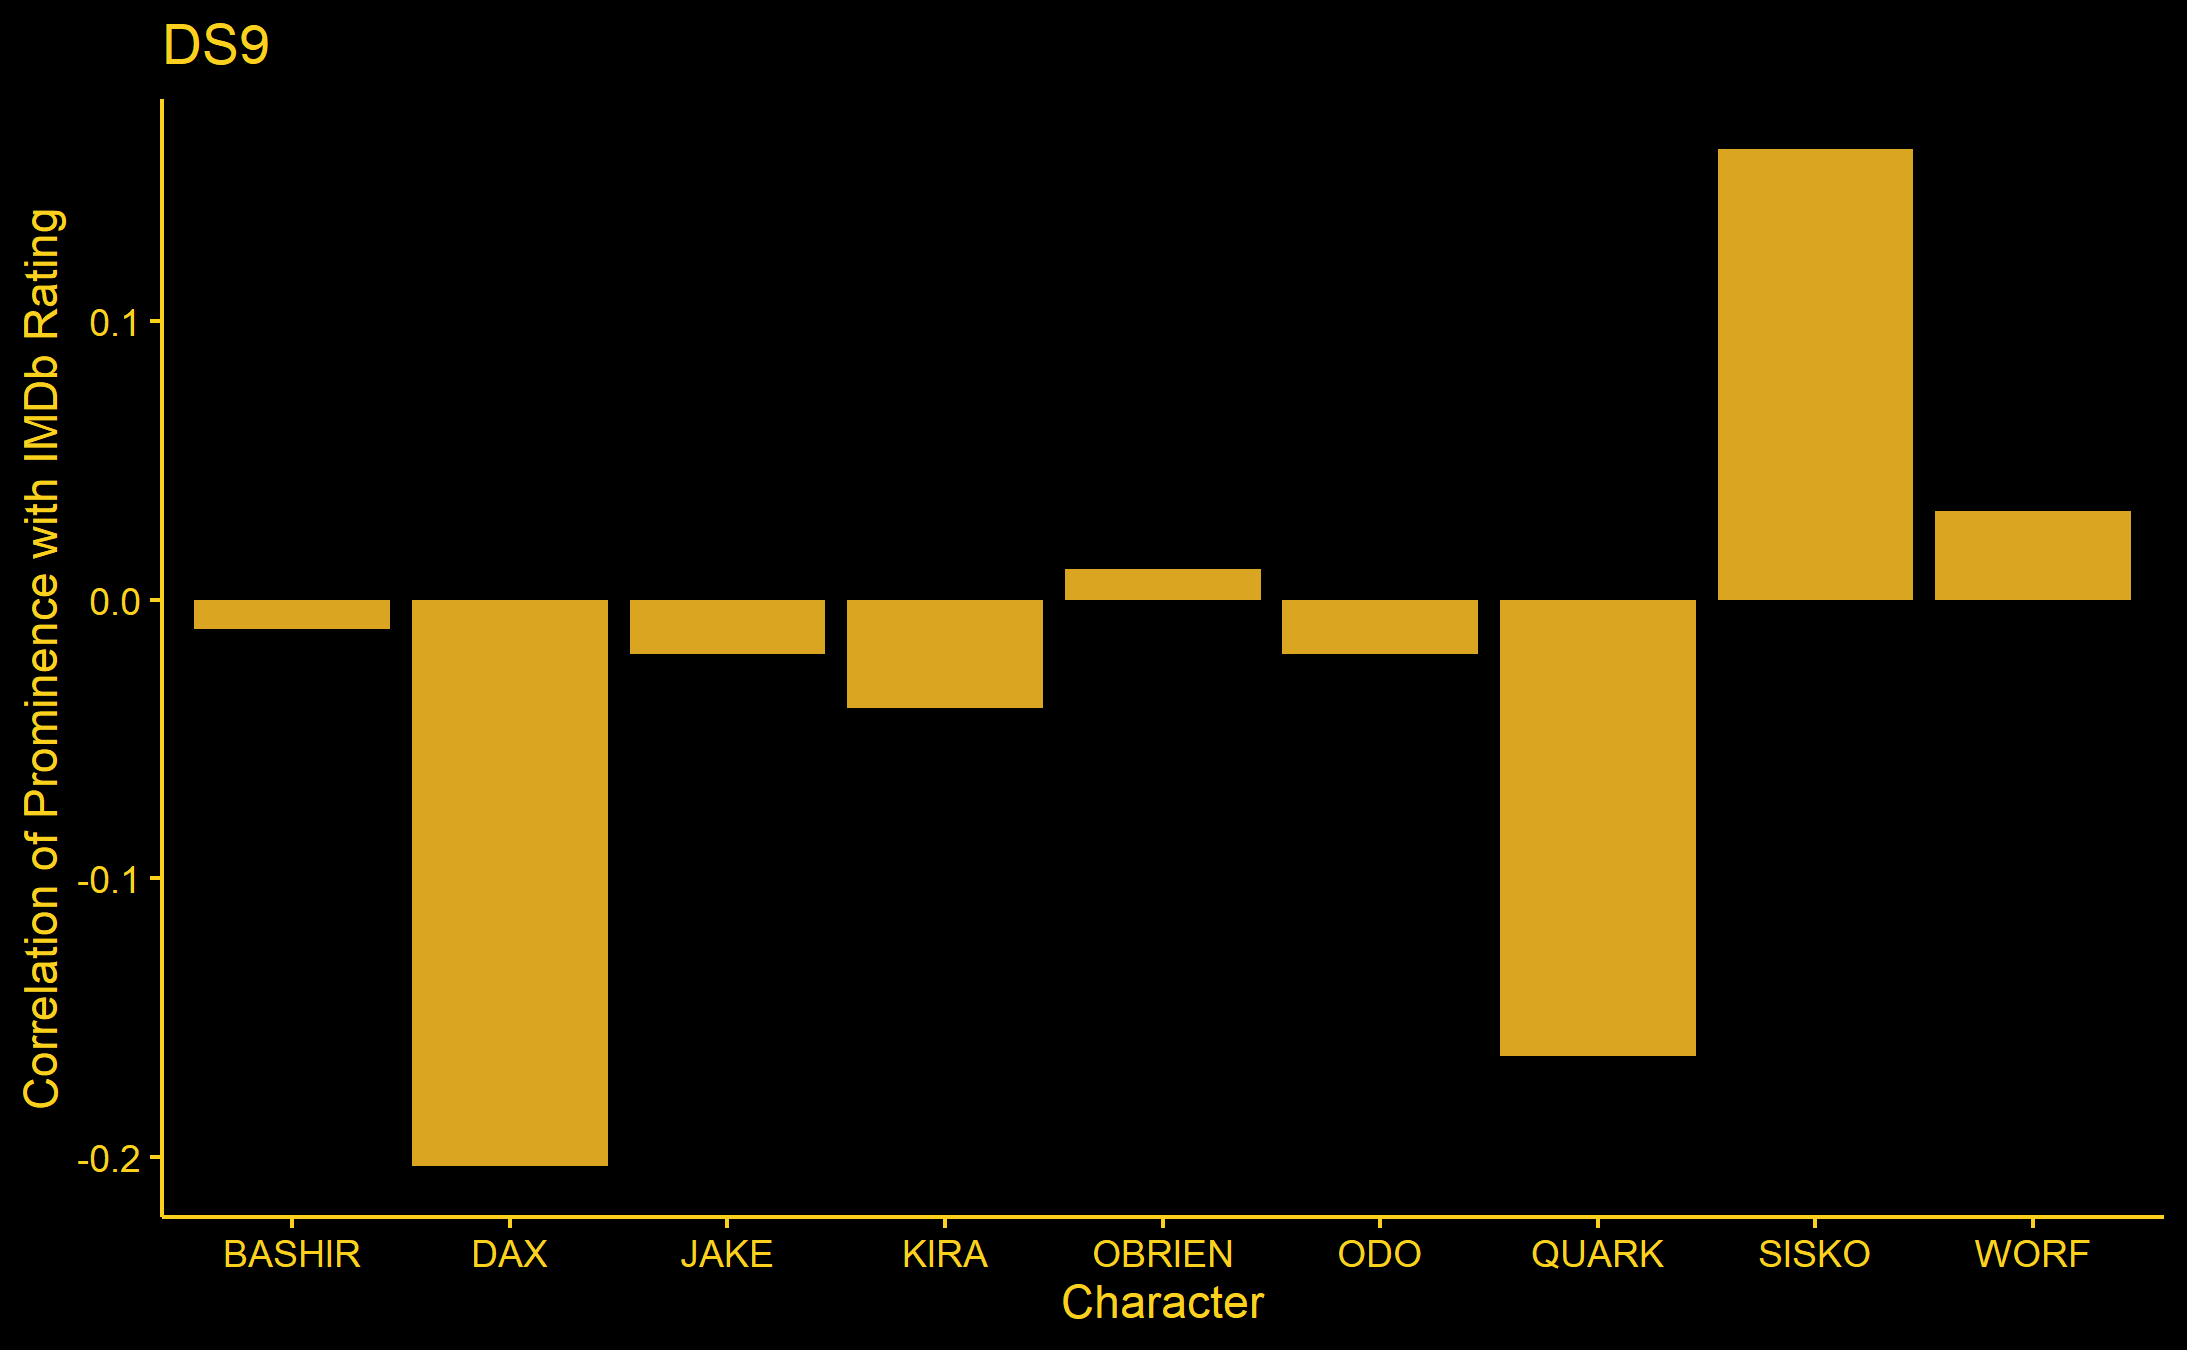 DS9
Correlation of Prominence with IMDb Rating
0.1
0.0
-0.1
-0.2
BASHIR DAX JAKE KIRA OBRIEN ODO QUARK SISKO WORF
Character